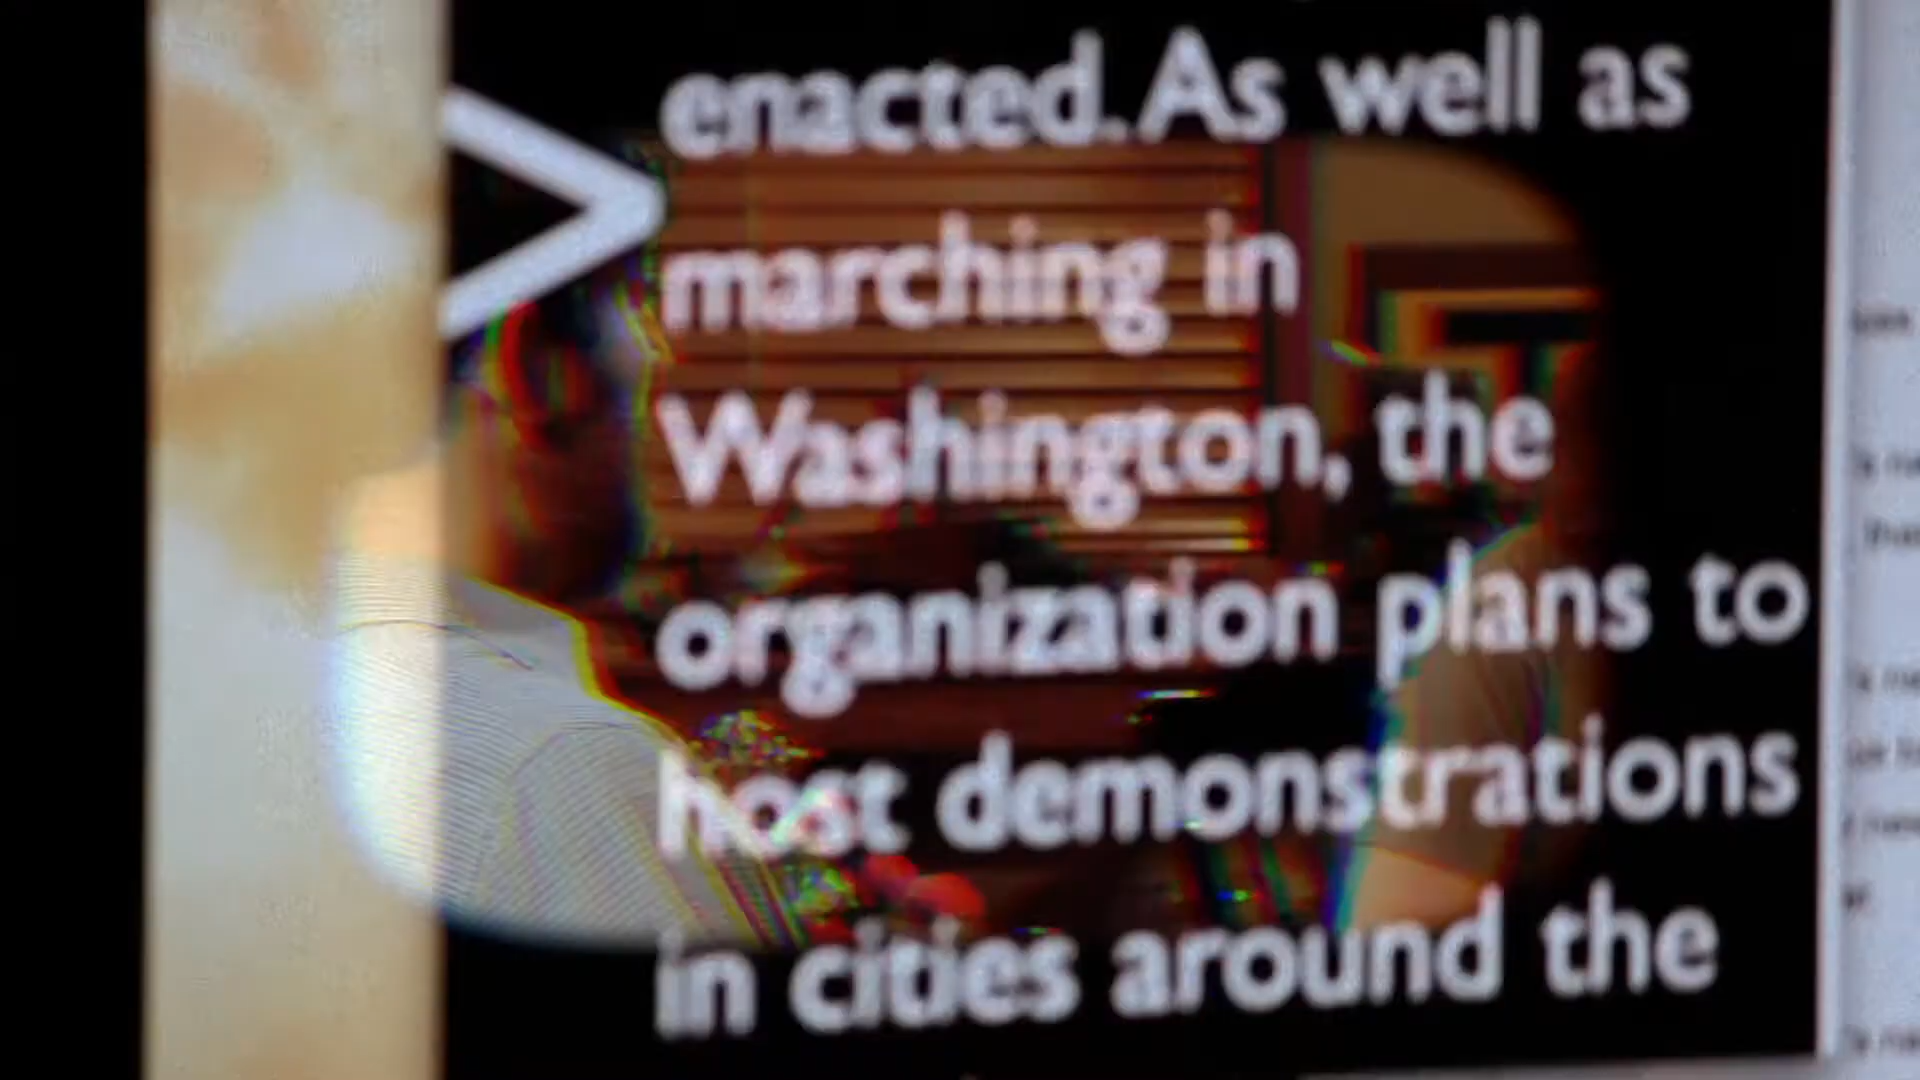 enacted. As well as
marching in
Washington, the
organization plans to
host demonstrations
in cities around the